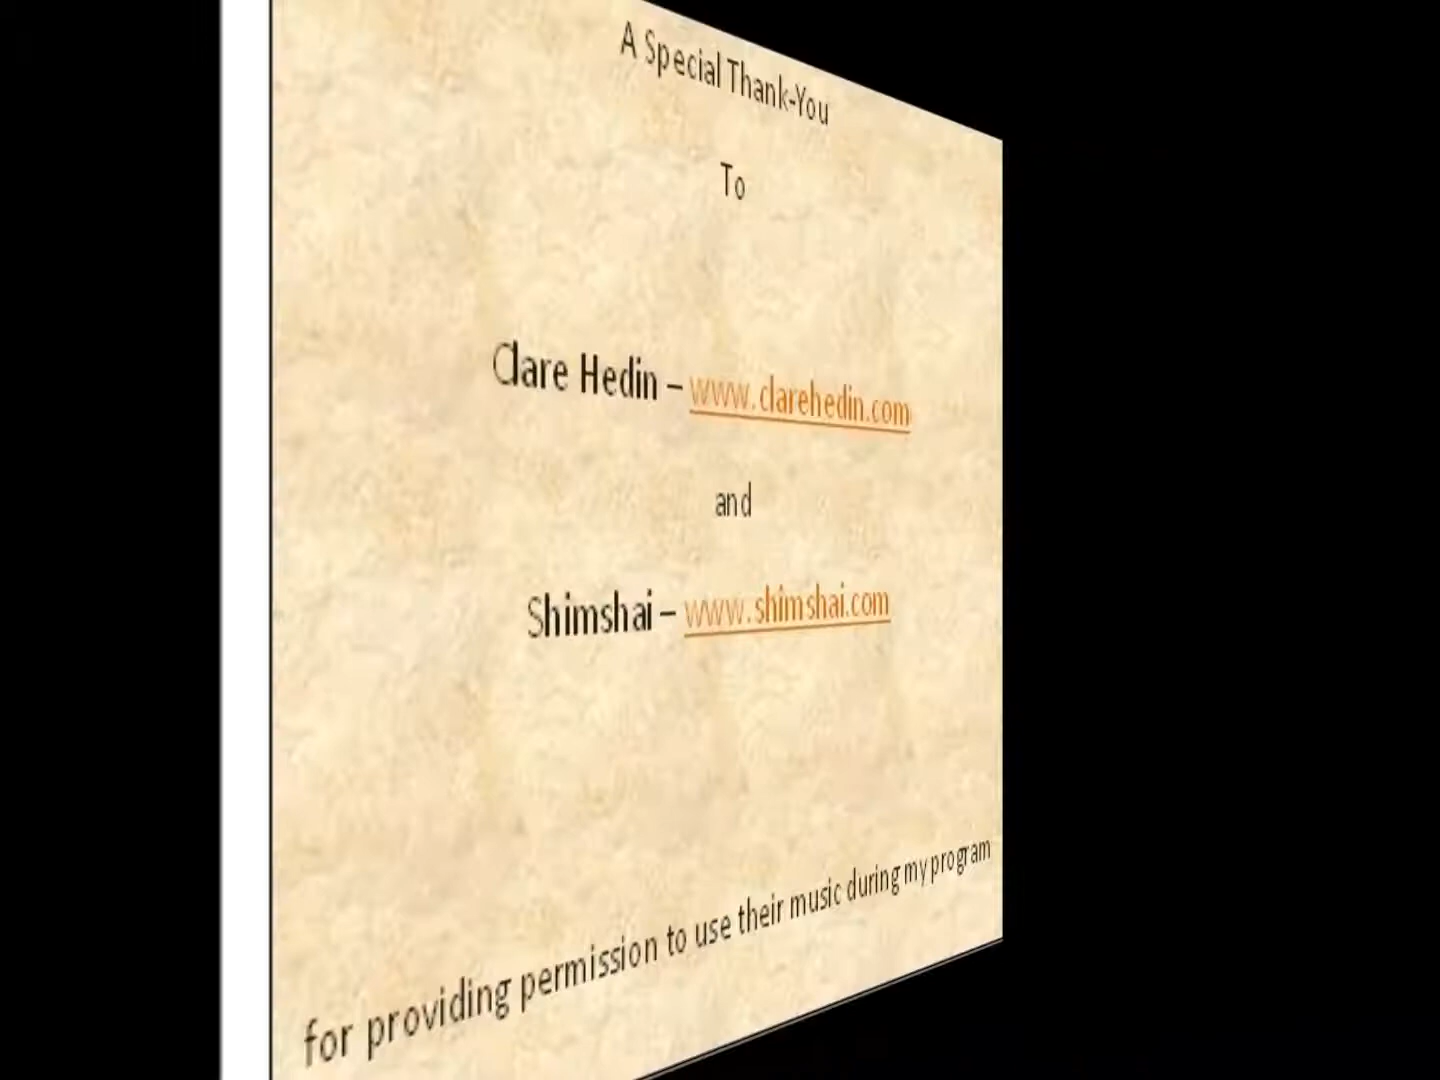 A Special Thank-You
To
Clare Hedin – www.clarehedin.com
and
Shimshai – www.shimshai.com
for providing permission to use their music during my program